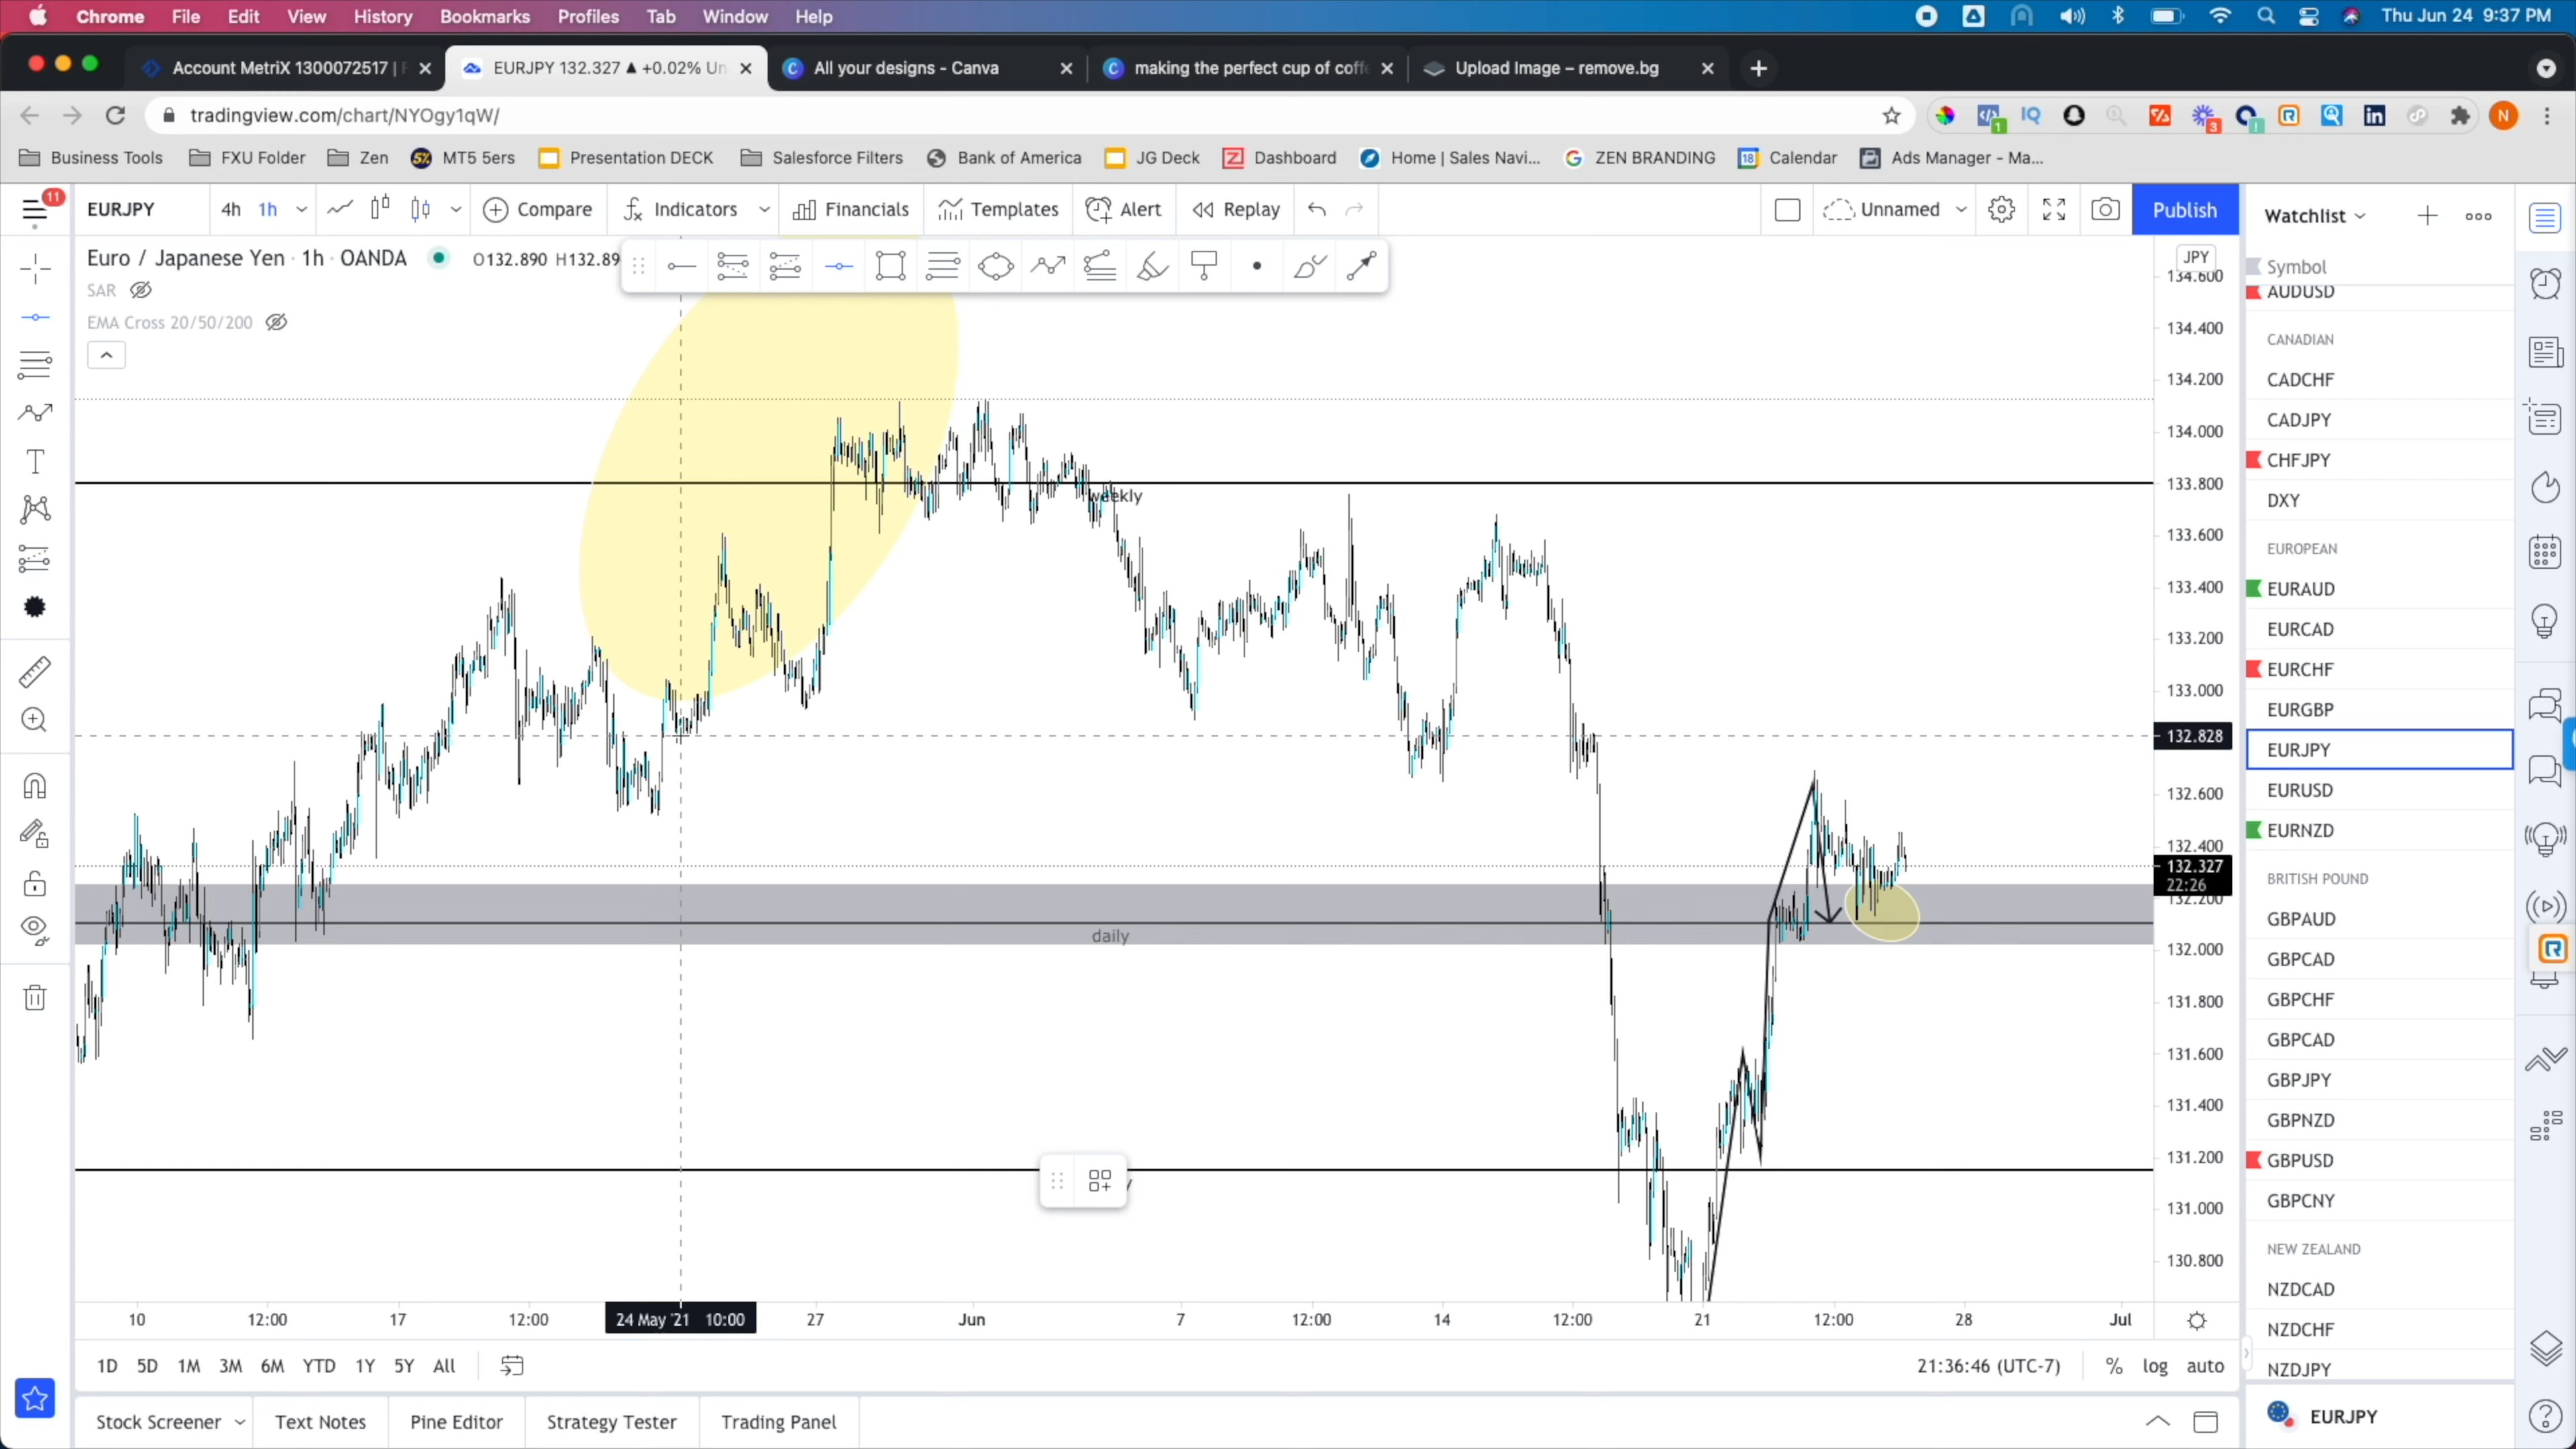 Chrome File Edit View History Bookmarks Profiles Tab Window Help Thu Jun 24 9:37 PM
Account MetriX 1300072517 | EURJPY 132.327 ▲ +0.02% Un All your designs - Canva making the perfect cup of coff Upload Image – remove.bg
tradingview.com/chart/NYOgy1qW/
Business Tools FXU Folder Zen MT5 5ers Presentation DECK Salesforce Filters Bank of America JG Deck Dashboard Home | Sales Navi... ZEN BRANDING Calendar Ads Manager - Ma...
11 EURJPY 4h 1h Compare Indicators Financials Templates Alert Replay Unnamed Publish
Watchlist
Euro / Japanese Yen · 1h · OANDA O132.890 H132.89
SAR
EMA Cross 20/50/200
JPY
134.600
134.400
134.200
134.000
133.800
133.600
133.400
133.200
133.000
132.828
132.600
132.400
132.327
22:26
132.200
132.000
131.800
131.600
131.400
131.200
131.000
130.800
weekly
daily
10 12:00 17 12:00 24 May '21 10:00 27 Jun 7 12:00 14 12:00 21 12:00 28 Jul
1D 5D 1M 3M 6M YTD 1Y 5Y All 21:36:46 (UTC-7) % log auto
Stock Screener Text Notes Pine Editor Strategy Tester Trading Panel
Symbol
AUDUSD
CANADIAN
CADCHF
CADJPY
CHFJPY
DXY
EUROPEAN
EURAUD
EURCAD
EURCHF
EURGBP
EURJPY
EURUSD
EURNZD
BRITISH POUND
GBPAUD
GBPCAD
GBPCHF
GBPCAD
GBPJPY
GBPNZD
GBPUSD
GBPCNY
NEW ZEALAND
NZDCAD
NZDCHF
NZDJPY
EURJPY